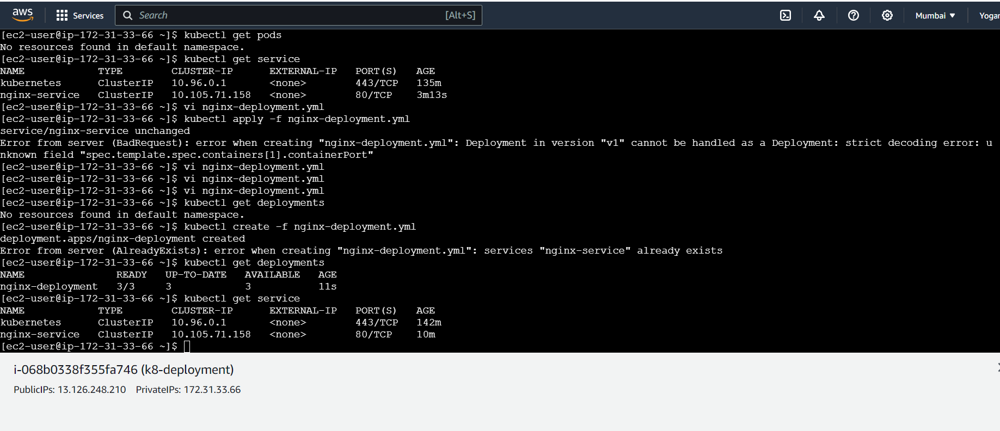 aws
Services
Search
[Alt+S]
Mumbai ▼
Yogar
[ec2-user@ip-172-31-33-66 ~]$ kubectl get pods
No resources found in default namespace.
[ec2-user@ip-172-31-33-66 ~]$ kubectl get service
NAME            TYPE        CLUSTER-IP      EXTERNAL-IP   PORT(S)   AGE
kubernetes      ClusterIP   10.96.0.1       <none>        443/TCP   135m
nginx-service   ClusterIP   10.105.71.158   <none>        80/TCP    3m13s
[ec2-user@ip-172-31-33-66 ~]$ vi nginx-deployment.yml
[ec2-user@ip-172-31-33-66 ~]$ kubectl apply -f nginx-deployment.yml
service/nginx-service unchanged
Error from server (BadRequest): error when creating "nginx-deployment.yml": Deployment in version "v1" cannot be handled as a Deployment: strict decoding error: u
nknown field "spec.template.spec.containers[1].containerPort"
[ec2-user@ip-172-31-33-66 ~]$ vi nginx-deployment.yml
[ec2-user@ip-172-31-33-66 ~]$ vi nginx-deployment.yml
[ec2-user@ip-172-31-33-66 ~]$ vi nginx-deployment.yml
[ec2-user@ip-172-31-33-66 ~]$ kubectl get deployments
No resources found in default namespace.
[ec2-user@ip-172-31-33-66 ~]$ kubectl create -f nginx-deployment.yml
deployment.apps/nginx-deployment created
Error from server (AlreadyExists): error when creating "nginx-deployment.yml": services "nginx-service" already exists
[ec2-user@ip-172-31-33-66 ~]$ kubectl get deployments
NAME               READY   UP-TO-DATE   AVAILABLE   AGE
nginx-deployment   3/3     3            3           11s
[ec2-user@ip-172-31-33-66 ~]$ kubectl get service
NAME            TYPE        CLUSTER-IP      EXTERNAL-IP   PORT(S)   AGE
kubernetes      ClusterIP   10.96.0.1       <none>        443/TCP   142m
nginx-service   ClusterIP   10.105.71.158   <none>        80/TCP    10m
[ec2-user@ip-172-31-33-66 ~]$
i-068b0338f355fa746 (k8-deployment)
PublicIPs: 13.126.248.210   PrivateIPs: 172.31.33.66